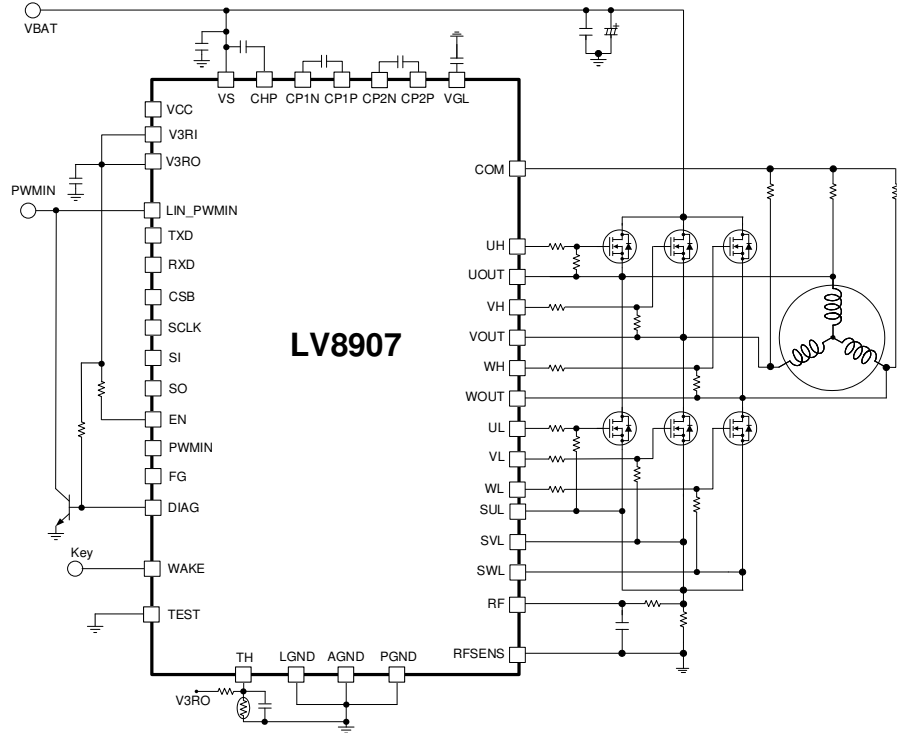 VBAT
VS CHP CP1N CP1P CP2N CP2P VGL
VCC
V3RI
V3RO
PWMIN
LIN_PWMIN
TXD
RXD
CSB
SCLK
SI
SO
EN
PWMIN
FG
DIAG
Key
WAKE
TEST
LV8907
COM
UH
UOUT
VH
VOUT
WH
WOUT
UL
VL
WL
SUL
SVL
SWL
RF
RFSENS
TH LGND AGND PGND
V3RO